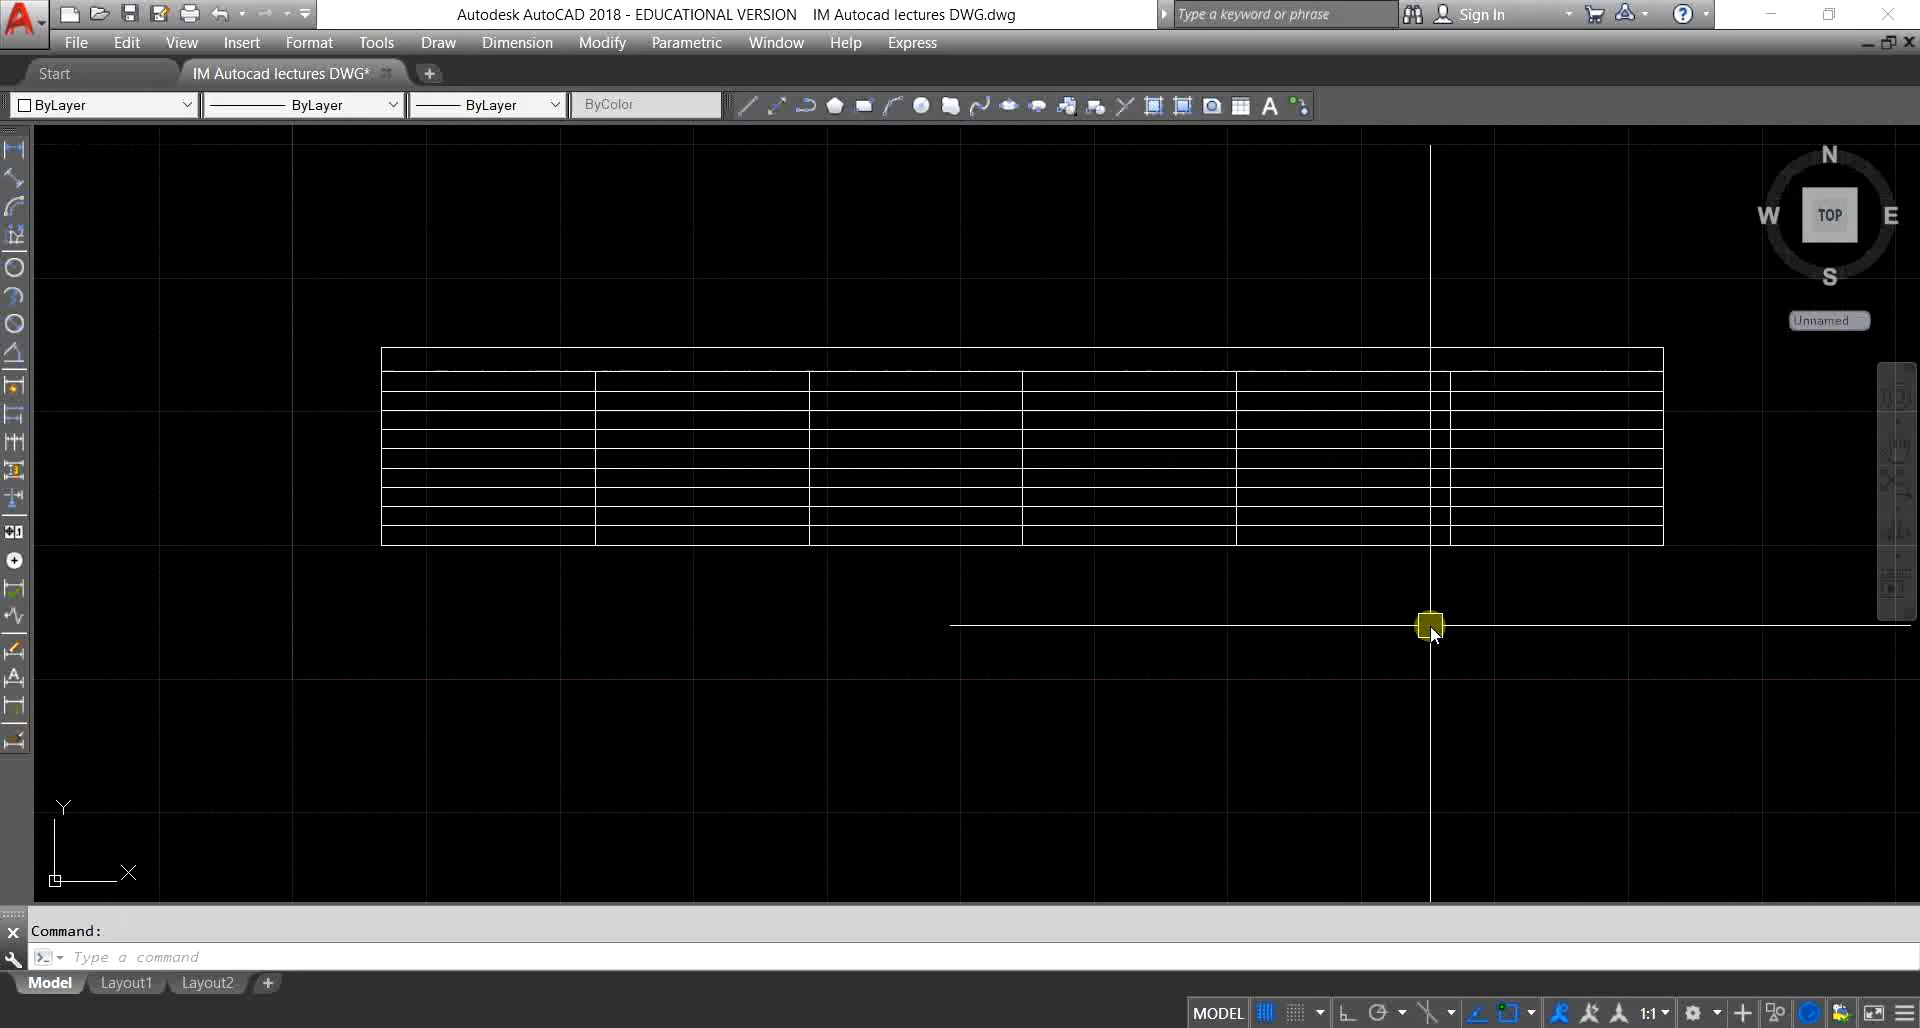 Autodesk AutoCAD 2018 - EDUCATIONAL VERSION IM Autocad lectures DWG.dwg
Type a keyword or phrase
Sign In
File Edit View Insert Format Tools Draw Dimension Modify Parametric Window Help Express
Start IM Autocad lectures DWG*
ByLayer ByLayer ByLayer ByColor
N
W TOP E
S
Unnamed
Y
X
Command:
Type a command
Model Layout1 Layout2
MODEL 1:1